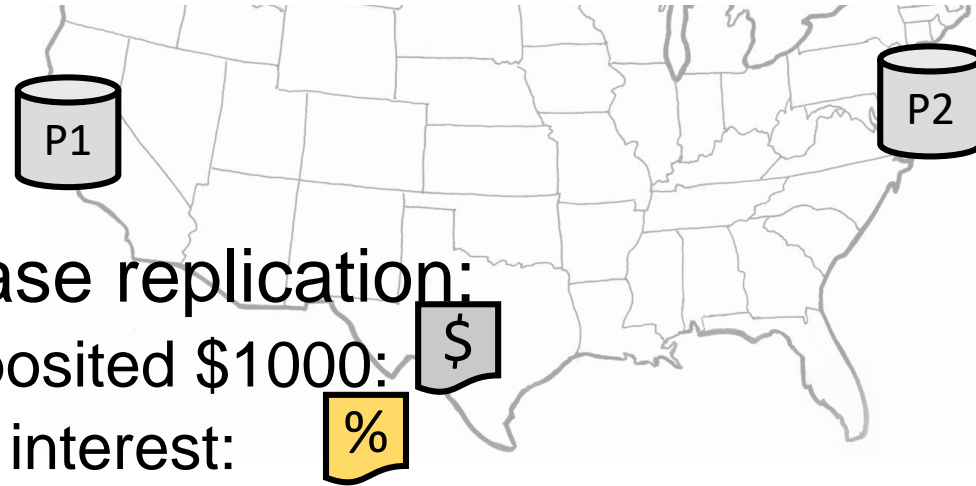 P1
P2
ase replication:
$
posited $1000:
interest:
%